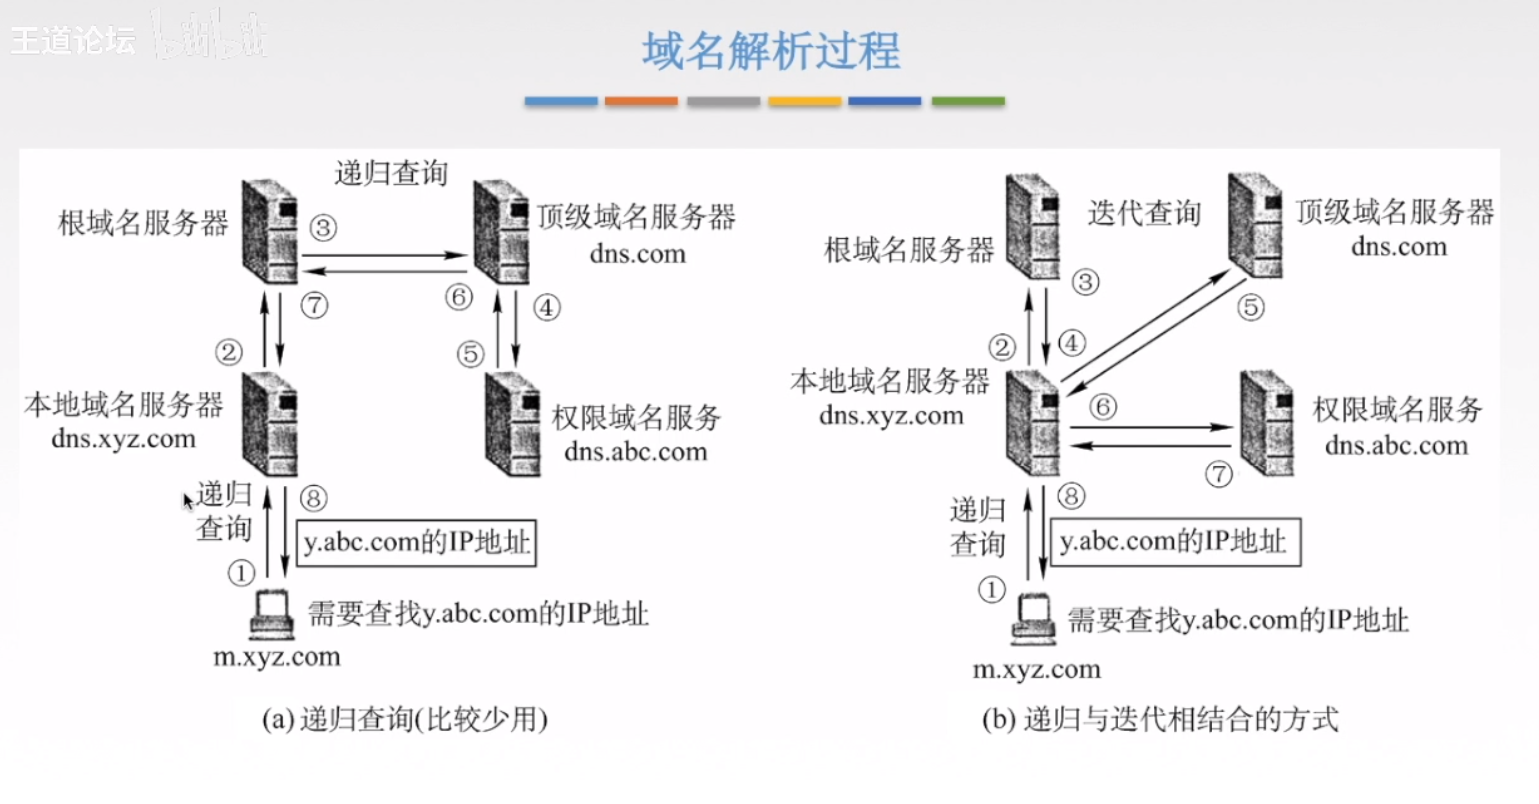 王道论坛 bilibili
域名解析过程
递归查询
根域名服务器
③
顶级域名服务器
dns.com
⑥
⑦
④
②
⑤
本地域名服务器
dns.xyz.com
权限域名服务
dns.abc.com
递归
查询
⑧
y.abc.com的IP地址
①
需要查找y.abc.com的IP地址
m.xyz.com
(a) 递归查询(比较少用)
迭代查询
顶级域名服务器
dns.com
根域名服务器
③
⑤
②
④
本地域名服务器
dns.xyz.com
⑥
权限域名服务
dns.abc.com
⑦
递归
查询
⑧
y.abc.com的IP地址
①
需要查找y.abc.com的IP地址
m.xyz.com
(b) 递归与迭代相结合的方式